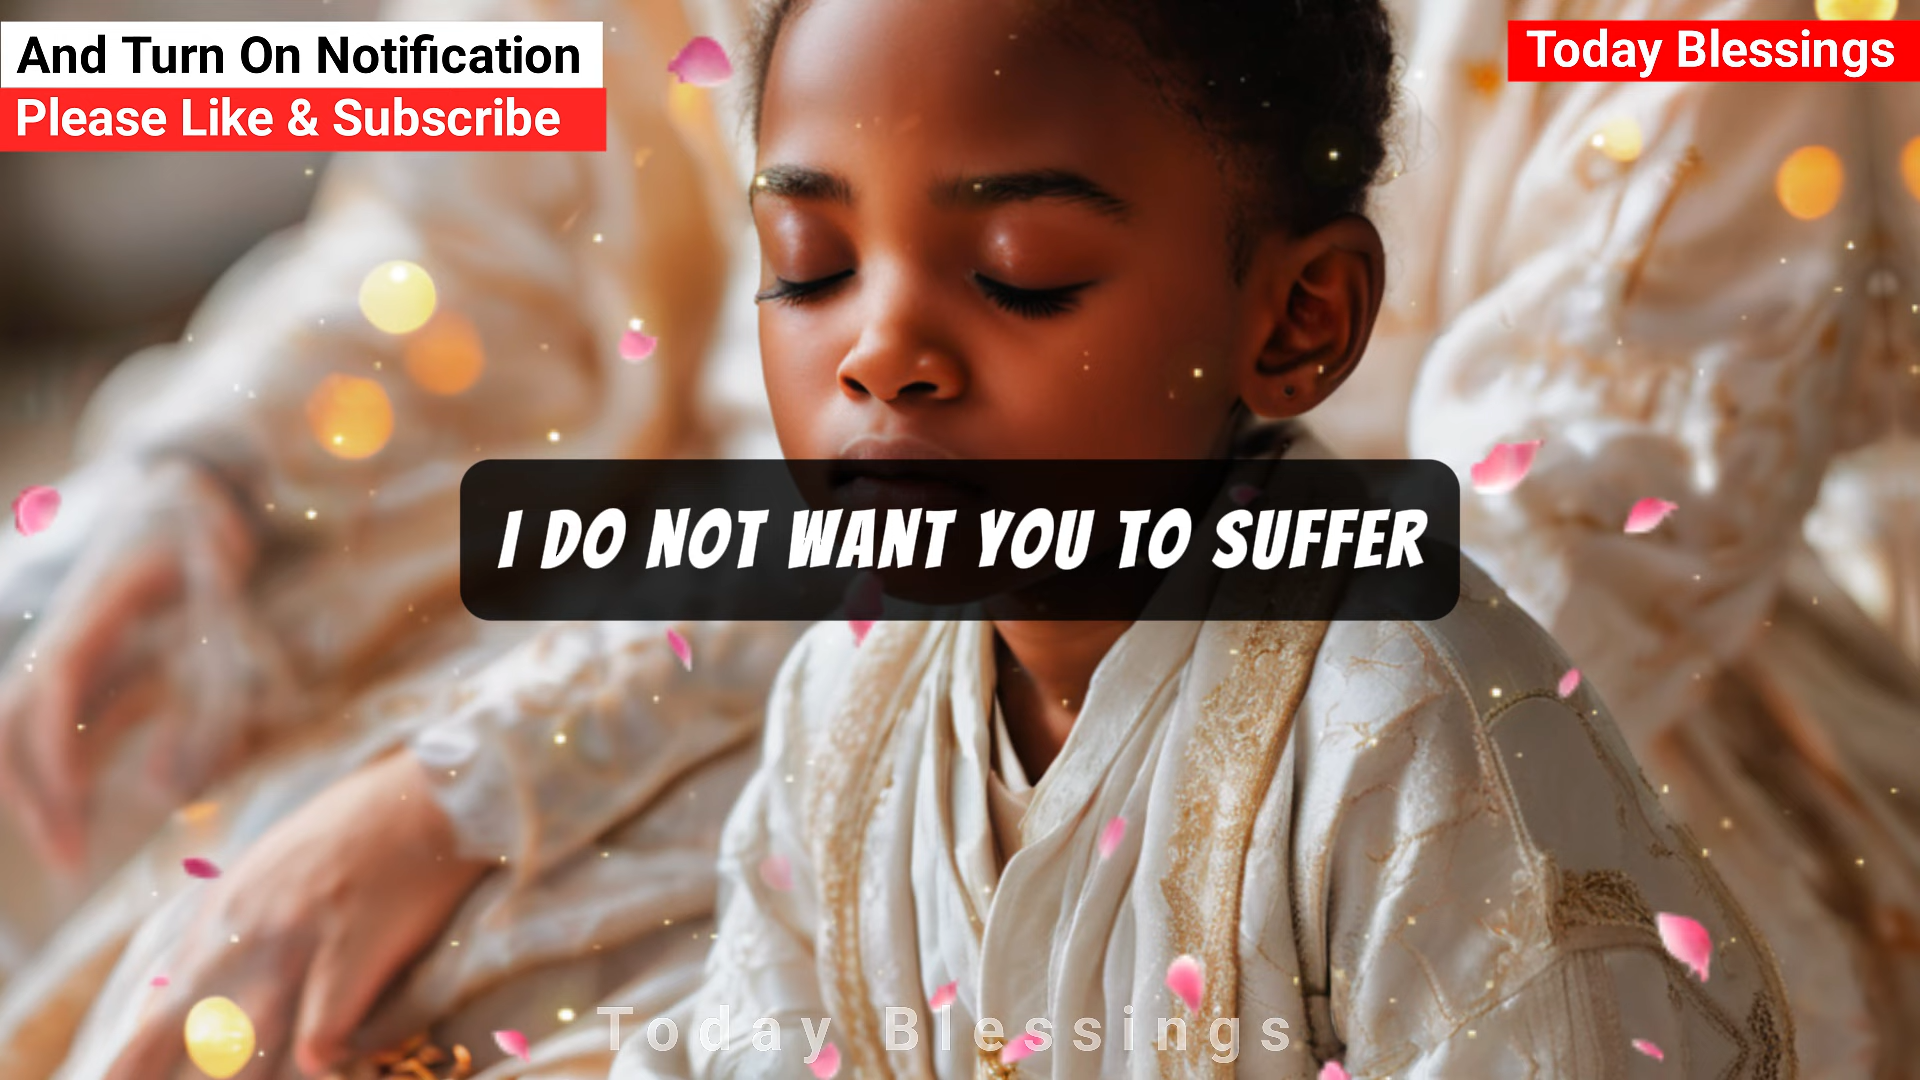 And Turn On Notification
Please Like & Subscribe
Today Blessings
I DO NOT WANT YOU TO SUFFER
Today Blessings